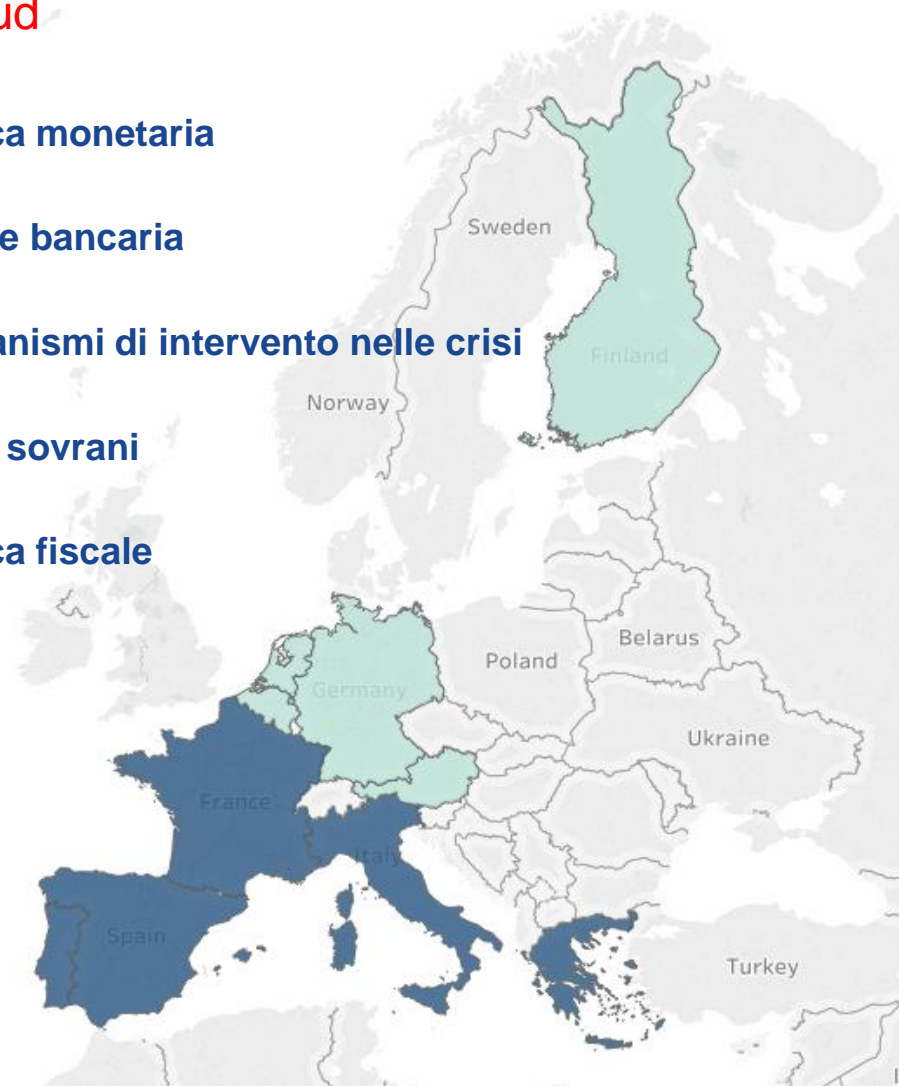 ud
ca monetaria
Sweden
e bancaria
anismi di intervento nelle crisi
Finland
Norway
sovrani
ca fiscale
Belarus
Poland
Germany
Ukraine
France
Italy
Spain
Turkey